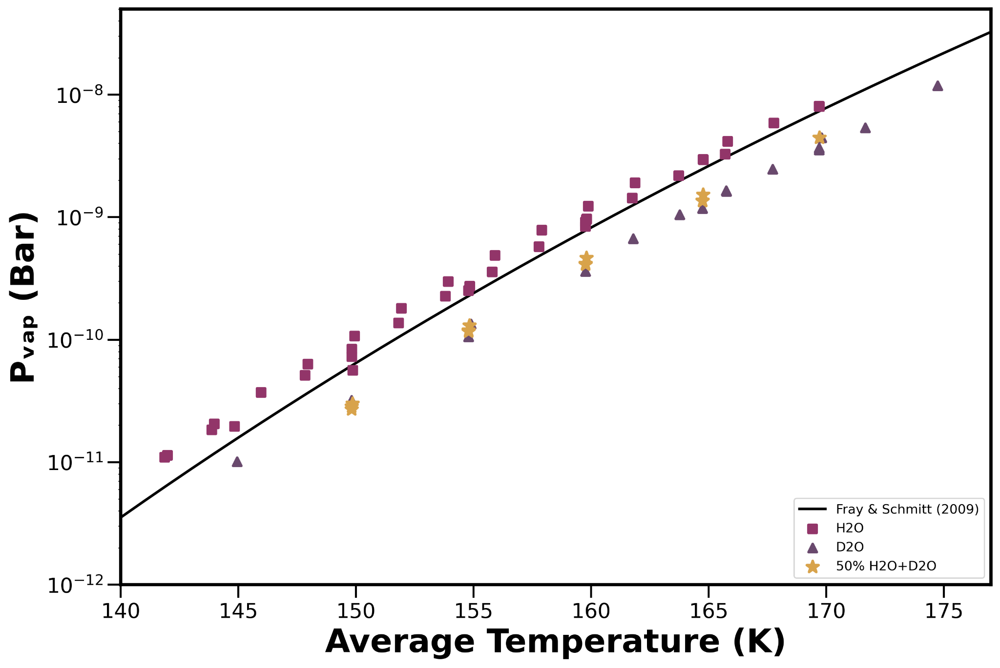 P_vap (Bar)
10⁻⁸
10⁻⁹
10⁻¹⁰
10⁻¹¹
10⁻¹²
140 145 150 155 160 165 170 175
Average Temperature (K)
Fray & Schmitt (2009)
H2O
D2O
50% H2O+D2O